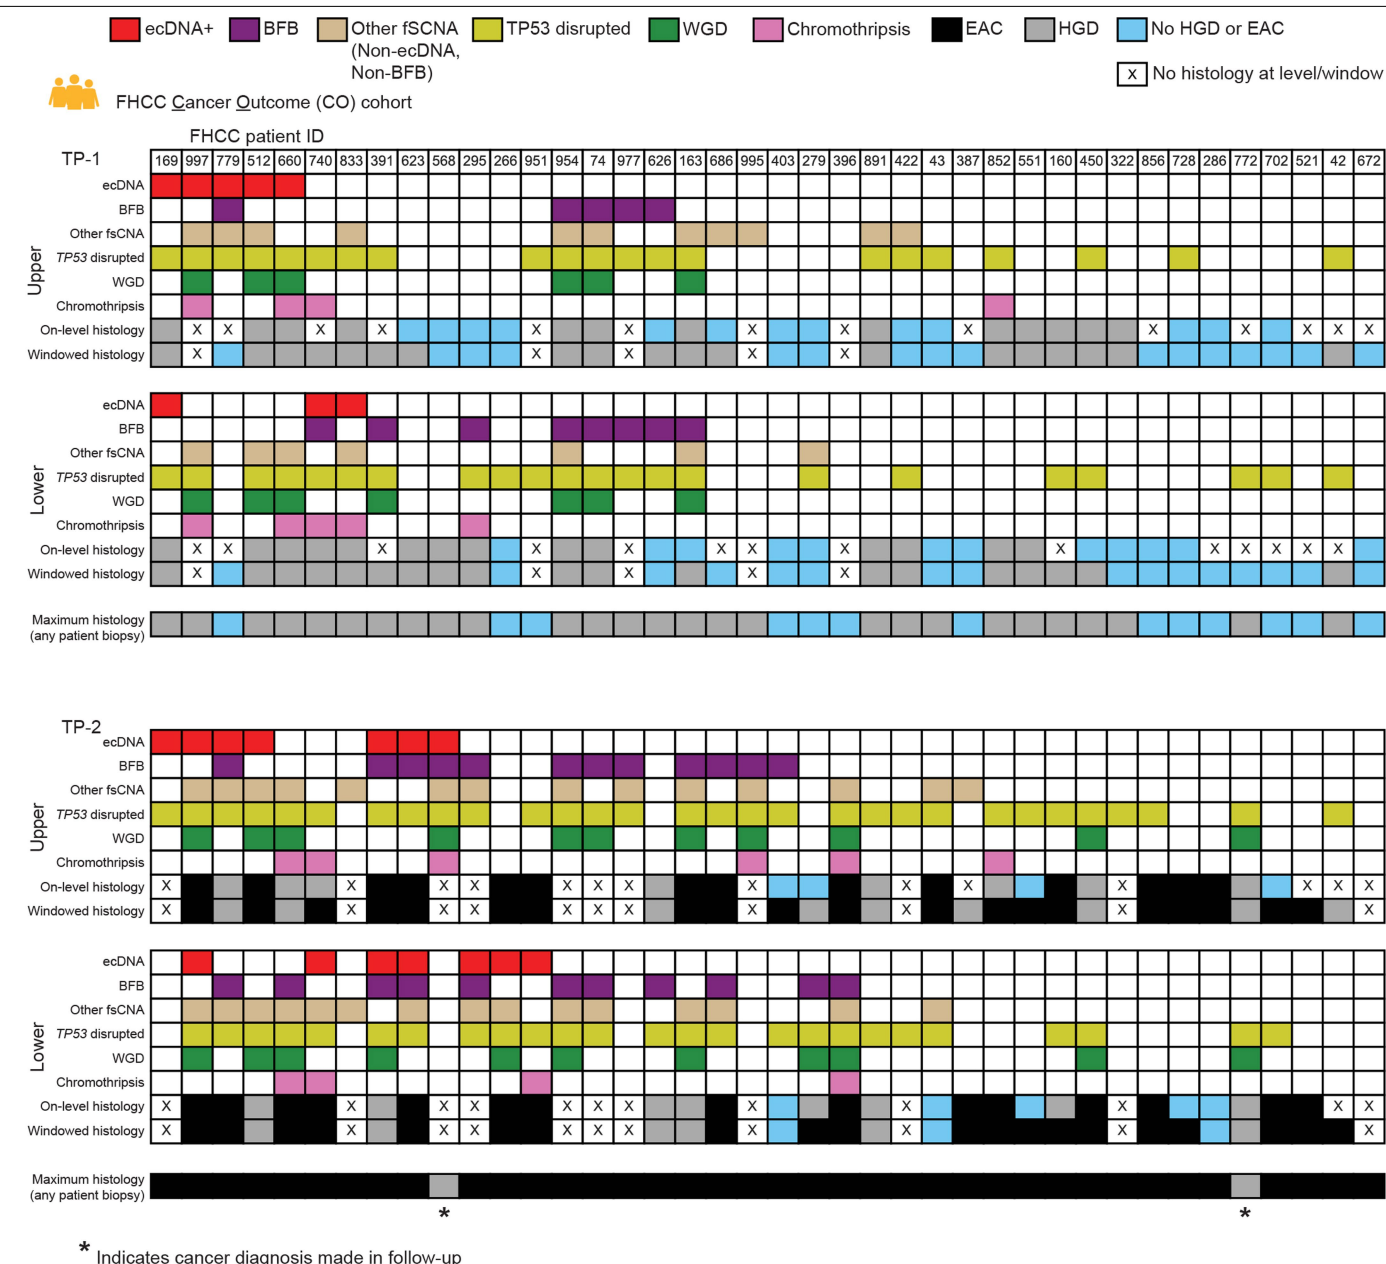 ecDNA+ BFB Other fSCNA TP53 disrupted WGD Chromothripsis EAC HGD No HGD or EAC
(Non-ecDNA,
Non-BFB)
X No histology at level/window
FHCC Cancer Outcome (CO) cohort
FHCC patient ID
TP-1 169 997 779 512 660 740 833 391 623 568 295 266 951 954 74 977 626 163 686 995 403 279 396 891 422 43 387 852 551 160 450 322 856 728 286 772 702 521 42 672
Upper
ecDNA
BFB
Other fsCNA
TP53 disrupted
WGD
Chromothripsis
On-level histology X X X X X X X X X X X X X X
Windowed histology X X X X X
Lower
ecDNA
BFB
Other fsCNA
TP53 disrupted
WGD
Chromothripsis
On-level histology X X X X X X X X X X X X X X
Windowed histology X X X X X
Maximum histology
(any patient biopsy)
TP-2
Upper
ecDNA
BFB
Other fsCNA
TP53 disrupted
WGD
Chromothripsis
On-level histology X X X X X X X X X X X X X X X
Windowed histology X X X X X X X X X X X
Lower
ecDNA
BFB
Other fsCNA
TP53 disrupted
WGD
Chromothripsis
On-level histology X X X X X X X X X X X X
Windowed histology X X X X X X X X X X X
Maximum histology
(any patient biopsy)
* *
* Indicates cancer diagnosis made in follow-up